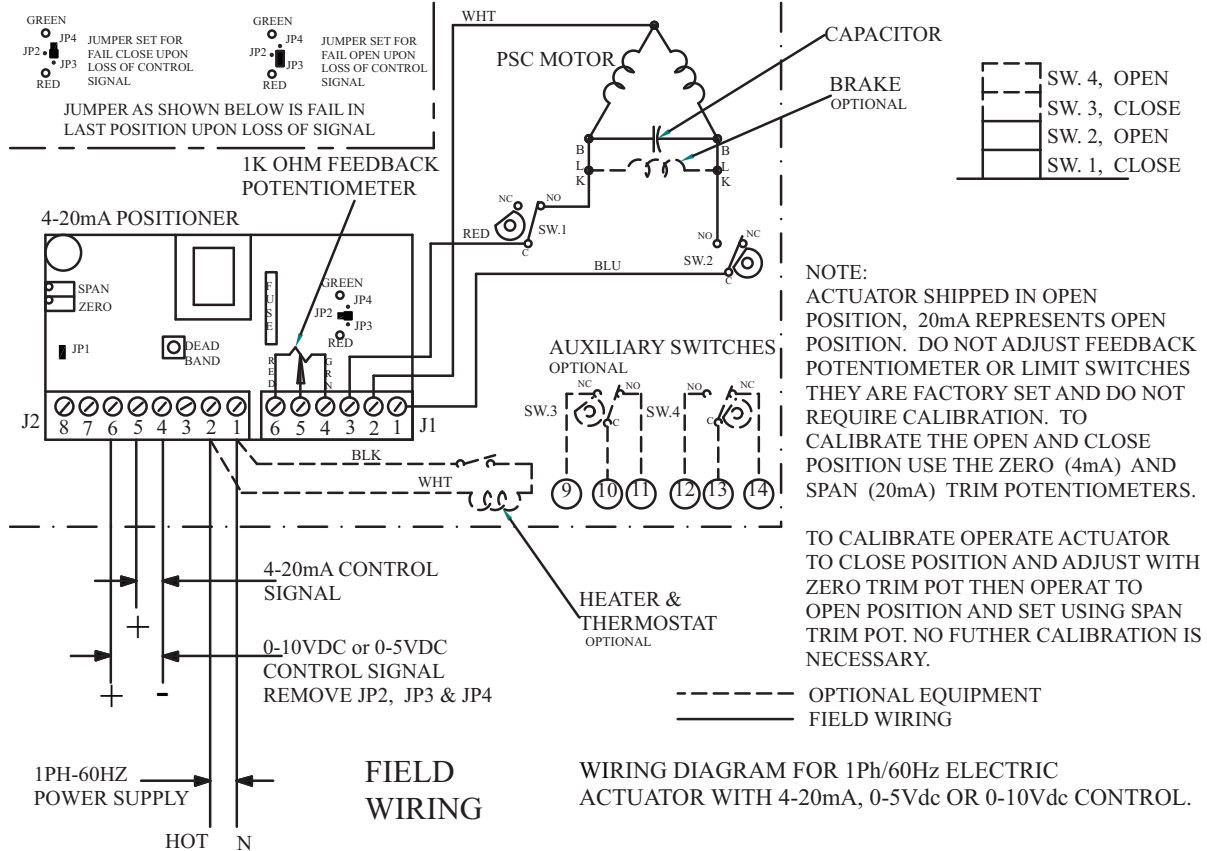 GREEN
JP4
JP2
JP3
RED
JUMPER SET FOR
FAIL CLOSE UPON
LOSS OF CONTROL
SIGNAL
GREEN
JP4
JP2
JP3
RED
JUMPER SET FOR
FAIL OPEN UPON
LOSS OF CONTROL
SIGNAL
JUMPER AS SHOWN BELOW IS FAIL IN
LAST POSITION UPON LOSS OF SIGNAL
WHT
PSC MOTOR
CAPACITOR
BRAKE
OPTIONAL
BLK
BLK
SW. 4, OPEN
SW. 3, CLOSE
SW. 2, OPEN
SW. 1, CLOSE
1K OHM FEEDBACK
POTENTIOMETER
NC
NO
SW.1
C
RED
NO
NC
SW.2
C
BLU
4-20mA POSITIONER
SPAN
ZERO
JP1
DEAD
BAND
FUSE
GREEN
JP4
JP2
JP3
RED
RED
GRN
J2
8 7 6 5 4 3 2 1
6 5 4 3 2 1
J1
AUXILIARY SWITCHES
OPTIONAL
NC
NO
SW.3
C
NO
NC
SW.4
C
9 10 11 12 13 14
BLK
WHT
HEATER &
THERMOSTAT
OPTIONAL
4-20mA CONTROL
SIGNAL
+
0-10VDC or 0-5VDC
CONTROL SIGNAL
REMOVE JP2, JP3 & JP4
+ -
1PH-60HZ
POWER SUPPLY
HOT N
FIELD
WIRING
NOTE:
ACTUATOR SHIPPED IN OPEN
POSITION, 20mA REPRESENTS OPEN
POSITION. DO NOT ADJUST FEEDBACK
POTENTIOMETER OR LIMIT SWITCHES
THEY ARE FACTORY SET AND DO NOT
REQUIRE CALIBRATION. TO
CALIBRATE THE OPEN AND CLOSE
POSITION USE THE ZERO (4mA) AND
SPAN (20mA) TRIM POTENTIOMETERS.
TO CALIBRATE OPERATE ACTUATOR
TO CLOSE POSITION AND ADJUST WITH
ZERO TRIM POT THEN OPERAT TO
OPEN POSITION AND SET USING SPAN
TRIM POT. NO FUTHER CALIBRATION IS
NECESSARY.
OPTIONAL EQUIPMENT
FIELD WIRING
WIRING DIAGRAM FOR 1Ph/60Hz ELECTRIC
ACTUATOR WITH 4-20mA, 0-5Vdc OR 0-10Vdc CONTROL.